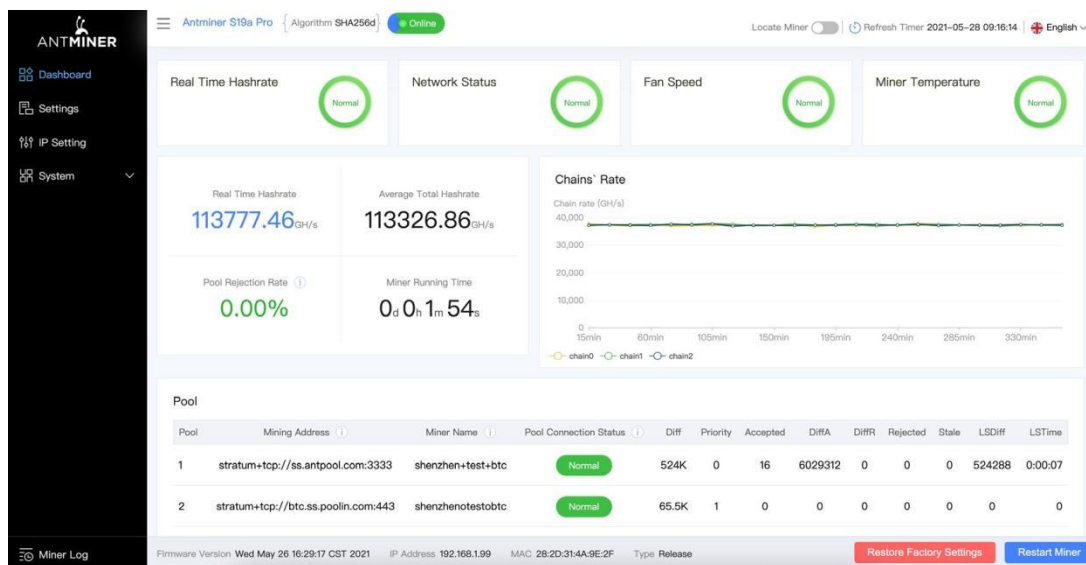 ANTMINER
Antminer S19a Pro { Algorithm SHA256d } Online
Locate Miner Refresh Timer 2021-05-28 09:16:14 English
Dashboard
Settings
IP Setting
System
Real Time Hashrate
Normal
Network Status
Normal
Fan Speed
Normal
Miner Temperature
Normal
Real Time Hashrate
113777.46GH/s
Average Total Hashrate
113326.86GH/s
Pool Rejection Rate i
0.00%
Miner Running Time
0d 0h 1m 54s
Chains` Rate
Chain rate (GH/s)
40,000
30,000
20,000
10,000
0
15min 60min 105min 150min 195min 240min 285min 330min
chain0 chain1 chain2
Pool
Pool Mining Address i Miner Name i Pool Connection Status i Diff Priority Accepted DiffA DiffR Rejected Stale LSDiff LSTime
1 stratum+tcp://ss.antpool.com:3333 shenzhen+test+btc Normal 524K 0 16 6029312 0 0 0 524288 0:00:07
2 stratum+tcp://btc.ss.poolin.com:443 shenzhenotestobtc Normal 65.5K 1 0 0 0 0 0 0 0
Miner Log
Firmware Version Wed May 26 16:29:17 CST 2021 IP Address 192.168.1.99 MAC 28:2D:31:4A:9E:2F Type Release
Restore Factory Settings
Restart Miner